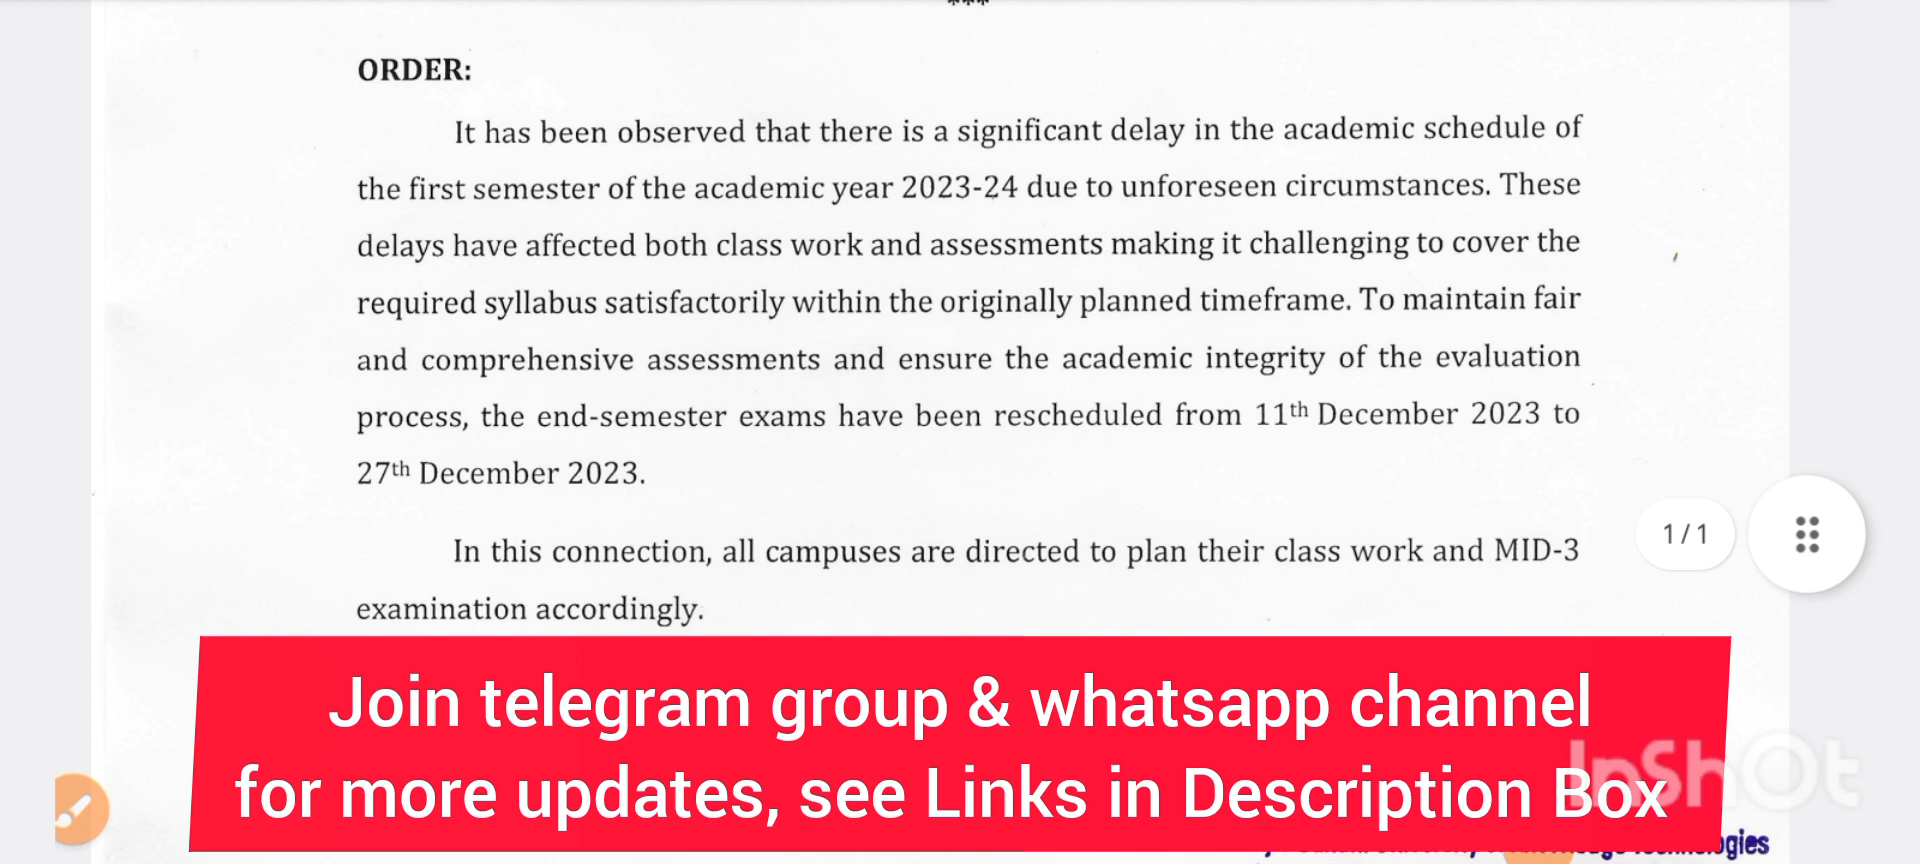 ***
ORDER:
It has been observed that there is a significant delay in the academic schedule of
the first semester of the academic year 2023-24 due to unforeseen circumstances. These
delays have affected both class work and assessments making it challenging to cover the
required syllabus satisfactorily within the originally planned timeframe. To maintain fair
and comprehensive assessments and ensure the academic integrity of the evaluation
process, the end-semester exams have been rescheduled from 11th December 2023 to
27th December 2023.
In this connection, all campuses are directed to plan their class work and MID-3
examination accordingly.
1/1
Join telegram group & whatsapp channel
for more updates, see Links in Description Box
InShOt